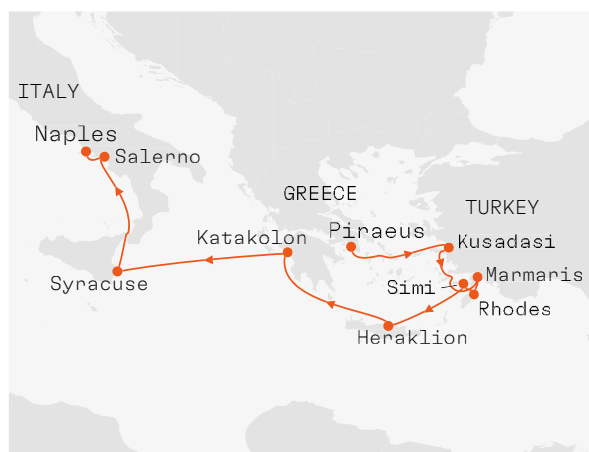 ITALY
Naples
Salerno
GREECE
TURKEY
Piraeus
Katakolon
Kusadasi
Syracuse
Simi
Marmaris
Rhodes
Heraklion